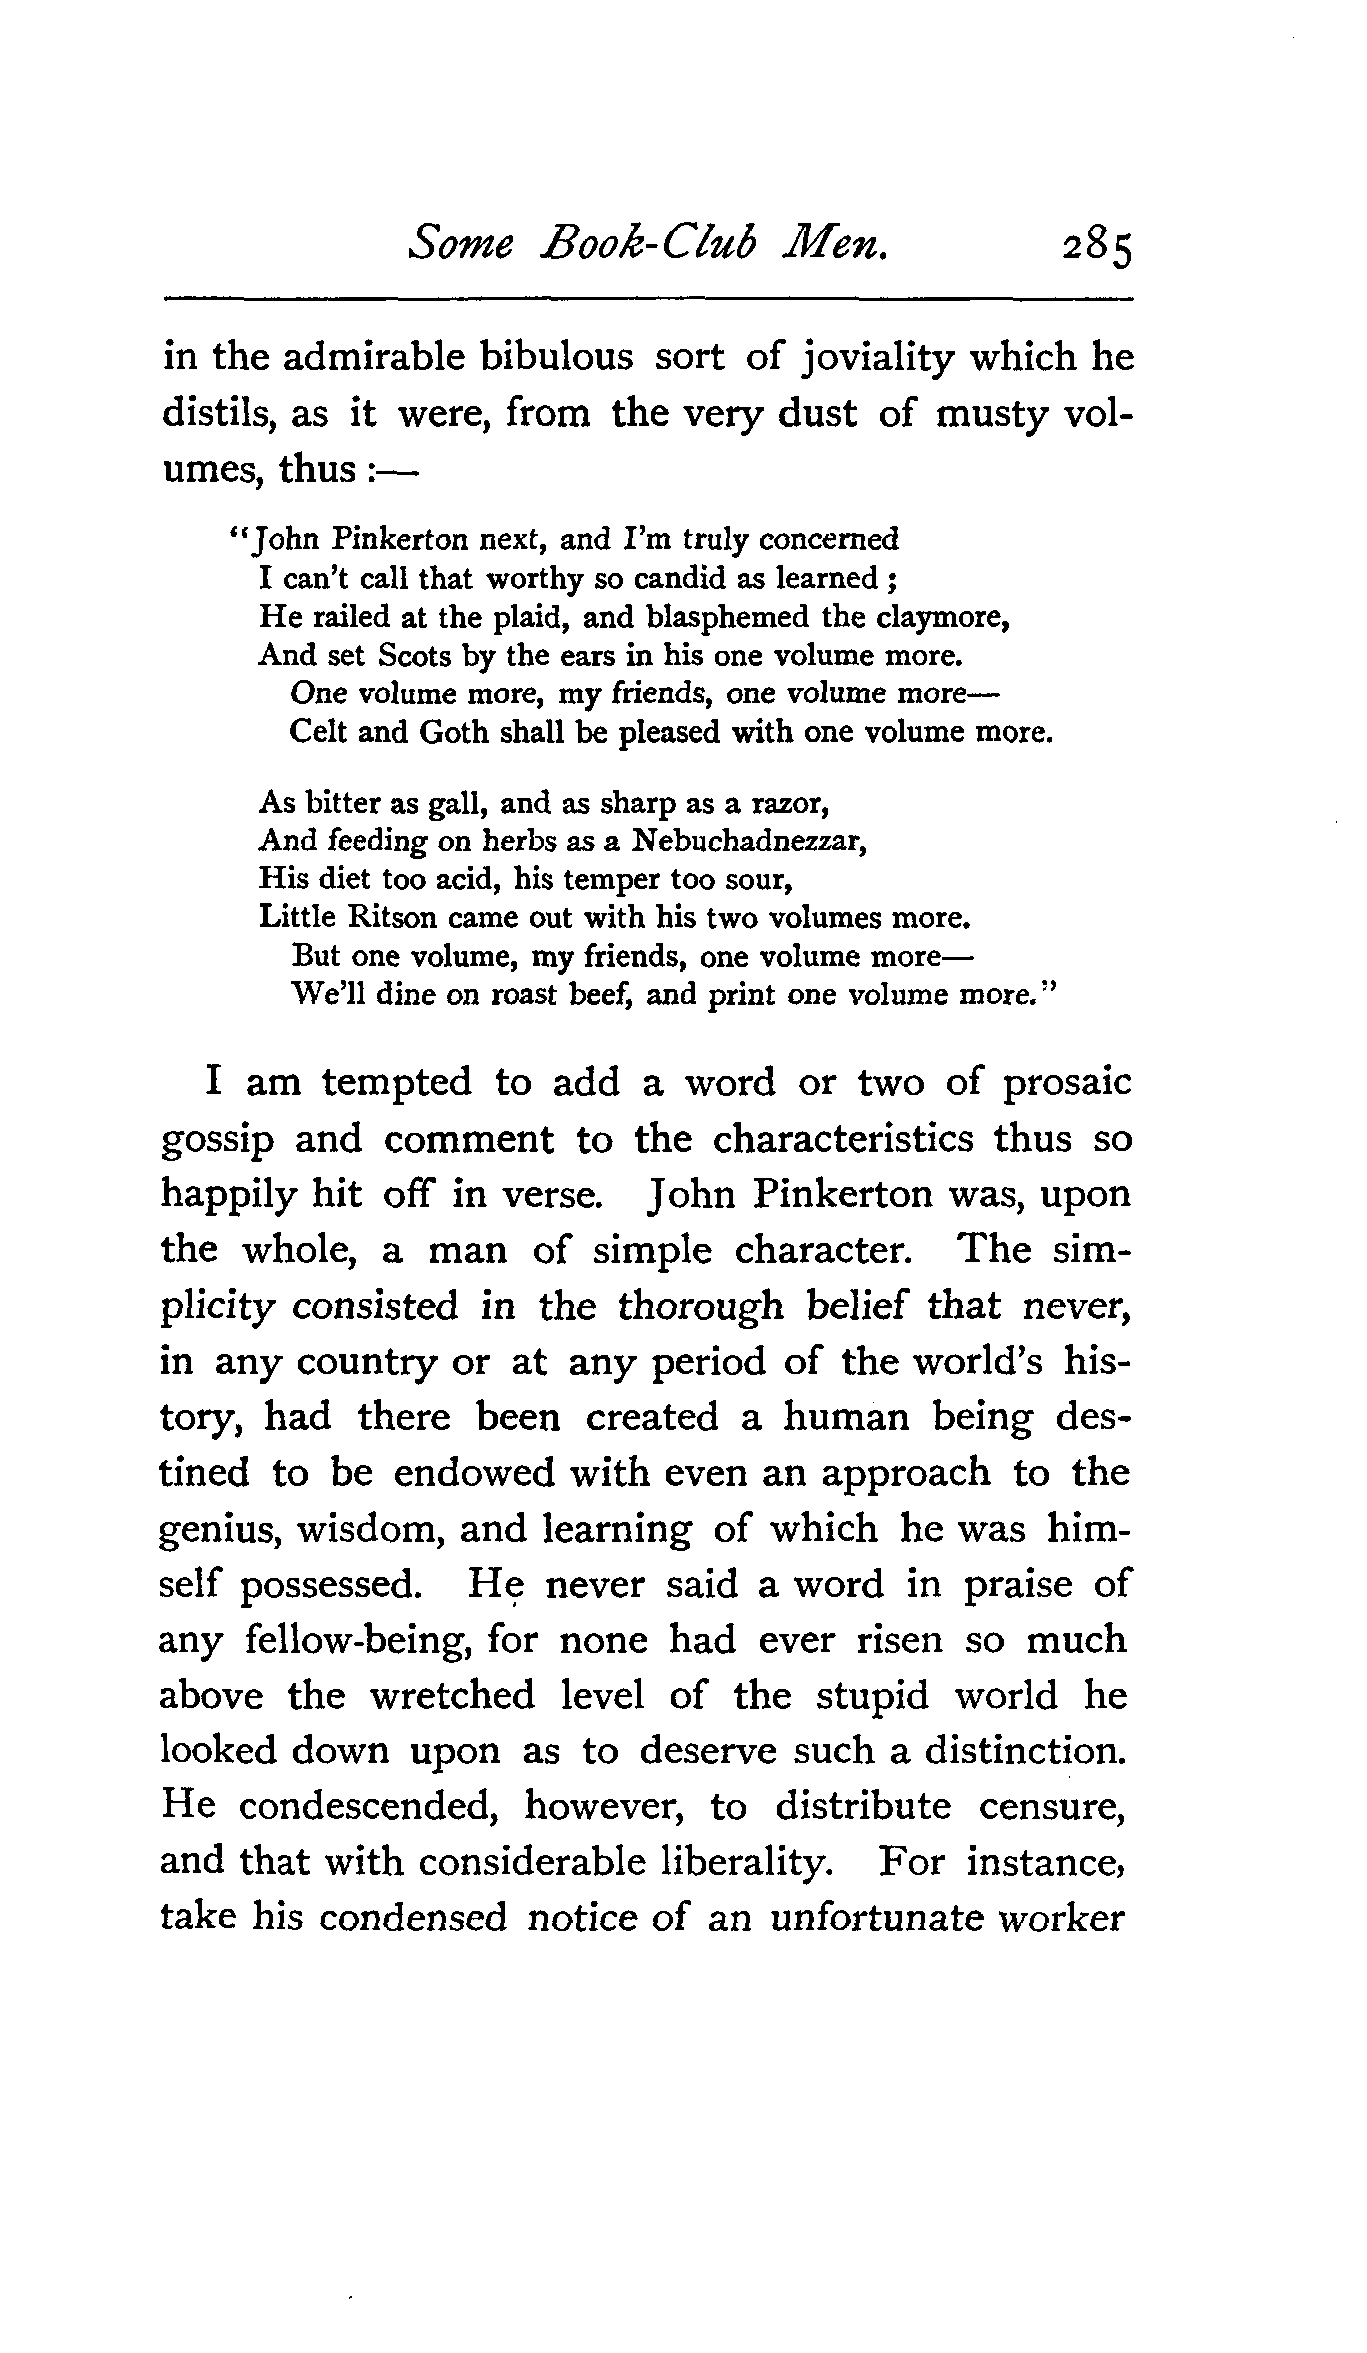 Some Book-Club Men. 285
in the admirable bibulous sort of joviality which he
distils, as it were, from the very dust of musty vol-
umes, thus :—
"John Pinkerton next, and I'm truly concerned
I can't call that worthy so candid as learned ;
He railed at the plaid, and blasphemed the claymore,
And set Scots by the ears in his one volume more.
One volume more, my friends, one volume more—
Celt and Goth shall be pleased with one volume more.
As bitter as gall, and as sharp as a razor,
And feeding on herbs as a Nebuchadnezzar,
His diet too acid, his temper too sour,
Little Ritson came out with his two volumes more.
But one volume, my friends, one volume more—
We'll dine on roast beef, and print one volume more."
I am tempted to add a word or two of prosaic
gossip and comment to the characteristics thus so
happily hit off in verse. John Pinkerton was, upon
the whole, a man of simple character. The sim-
plicity consisted in the thorough belief that never,
in any country or at any period of the world's his-
tory, had there been created a human being des-
tined to be endowed with even an approach to the
genius, wisdom, and learning of which he was him-
self possessed. He never said a word in praise of
any fellow-being, for none had ever risen so much
above the wretched level of the stupid world he
looked down upon as to deserve such a distinction.
He condescended, however, to distribute censure,
and that with considerable liberality. For instance,
take his condensed notice of an unfortunate worker